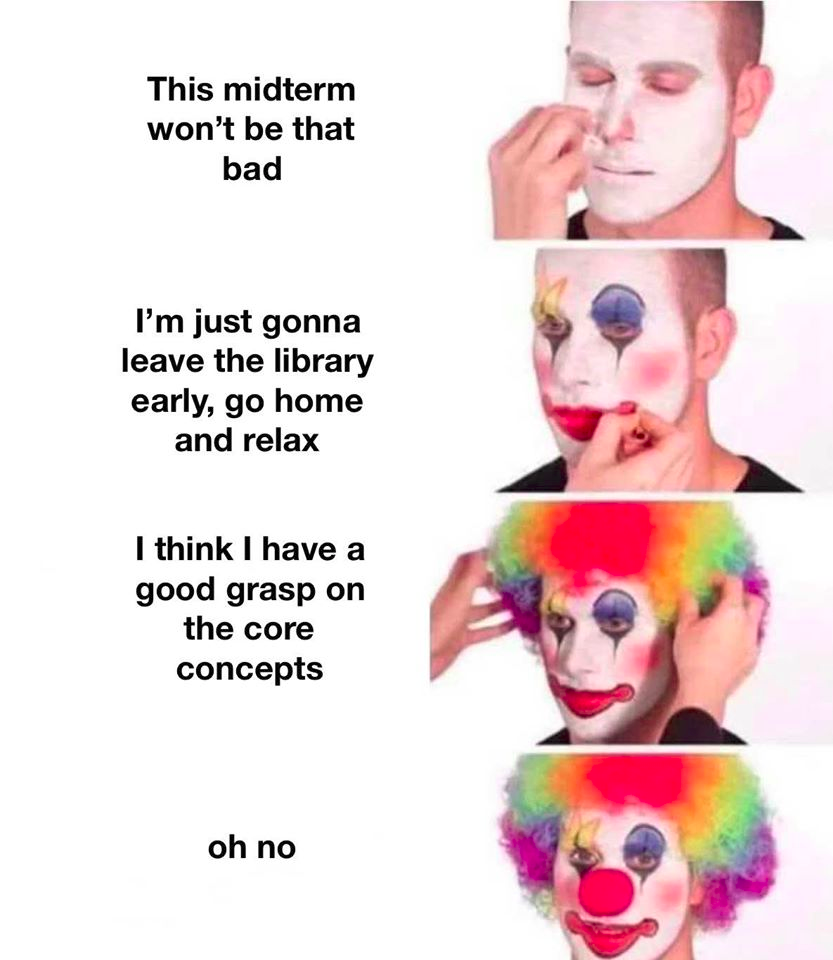 This midterm
won’t be that
bad
I’m just gonna
leave the library
early, go home
and relax
I think I have a
good grasp on
the core
concepts
oh no